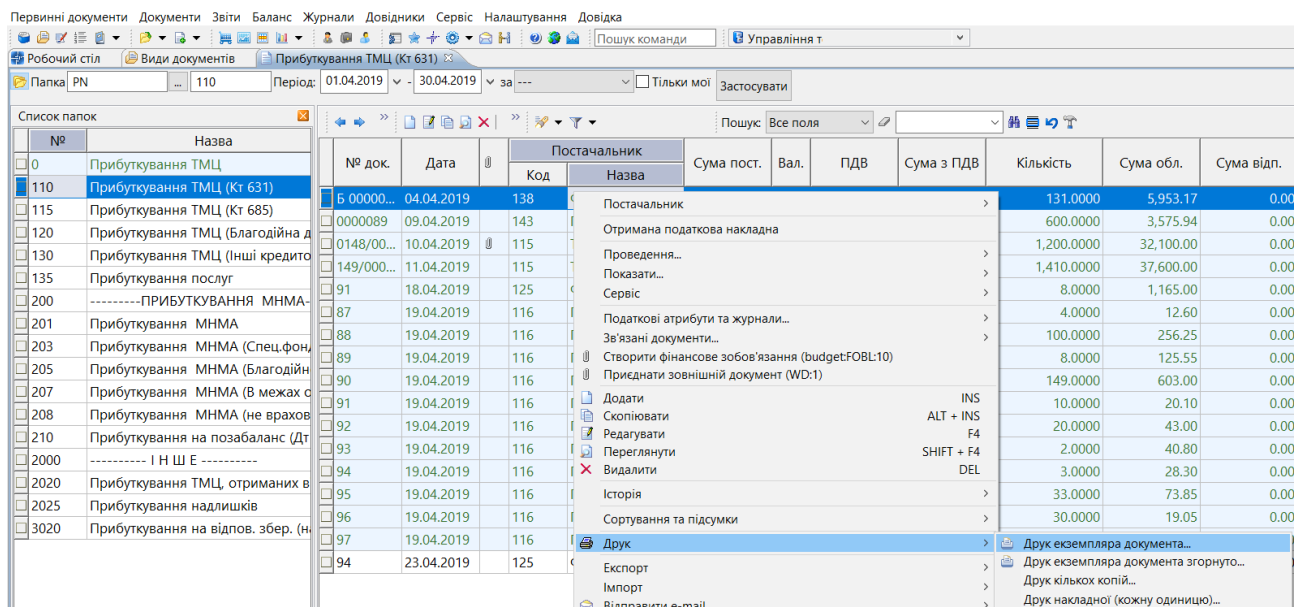 Первинні документи Документи Звіти Баланс Журнали Довідники Сервіс Налаштування Довідка
Пошук команди Управління т
Робочий стіл Види документів Прибуткування ТМЦ (Кт 631)
Папка PN ... 110 Період: 01.04.2019 - 30.04.2019 за --- Тільки мої Застосувати
Список папок
Пошук: Все поля
№ Назва
0 Прибуткування ТМЦ
110 Прибуткування ТМЦ (Кт 631)
115 Прибуткування ТМЦ (Кт 685)
120 Прибуткування ТМЦ (Благодійна д
130 Прибуткування ТМЦ (Інші кредито
135 Прибуткування послуг
200 ---------ПРИБУТКУВАННЯ МНМА-
201 Прибуткування МНМА
203 Прибуткування МНМА (Спец.фон
205 Прибуткування МНМА (Благодійн
207 Прибуткування МНМА (В межах о
208 Прибуткування МНМА (не врахов
210 Прибуткування на позабаланс (Дт
2000 ---------- І Н Ш Е ----------
2020 Прибуткування ТМЦ, отриманих в
2025 Прибуткування надлишків
3020 Прибуткування на відпов. збер. (н
№ док. Дата Постачальник Сума пост. Вал. ПДВ Сума з ПДВ Кількість Сума обл. Сума відп.
Код Назва
Б 00000... 04.04.2019 138 131.0000 5,953.17 0.00
0000089 09.04.2019 143 600.0000 3,575.94 0.00
0148/00... 10.04.2019 115 1,200.0000 32,100.00 0.00
149/000... 11.04.2019 115 1,410.0000 37,600.00 0.00
91 18.04.2019 125 8.0000 1,165.00 0.00
87 19.04.2019 116 4.0000 12.60 0.00
88 19.04.2019 116 100.0000 256.25 0.00
89 19.04.2019 116 8.0000 125.55 0.00
90 19.04.2019 116 149.0000 603.00 0.00
91 19.04.2019 116 10.0000 20.10 0.00
92 19.04.2019 116 20.0000 43.00 0.00
93 19.04.2019 116 2.0000 40.80 0.00
94 19.04.2019 116 3.0000 28.30 0.00
95 19.04.2019 116 33.0000 73.85 0.00
96 19.04.2019 116 30.0000 19.05 0.00
97 19.04.2019 116
94 23.04.2019 125
Постачальник
Отримана податкова накладна
Проведення...
Показати...
Сервіс
Податкові атрибути та журнали...
Зв'язані документи...
Створити фінансове зобов'язання (budget:FOBL:10)
Приєднати зовнішній документ (WD:1)
Додати INS
Скопіювати ALT + INS
Редагувати F4
Переглянути SHIFT + F4
Видалити DEL
Історія
Сортування та підсумки
Друк
Експорт
Імпорт
Відправити e-mail
Друк екземпляра документа...
Друк екземпляра документа згорнуто...
Друк кількох копій...
Друк накладної (кожну одиницю)...